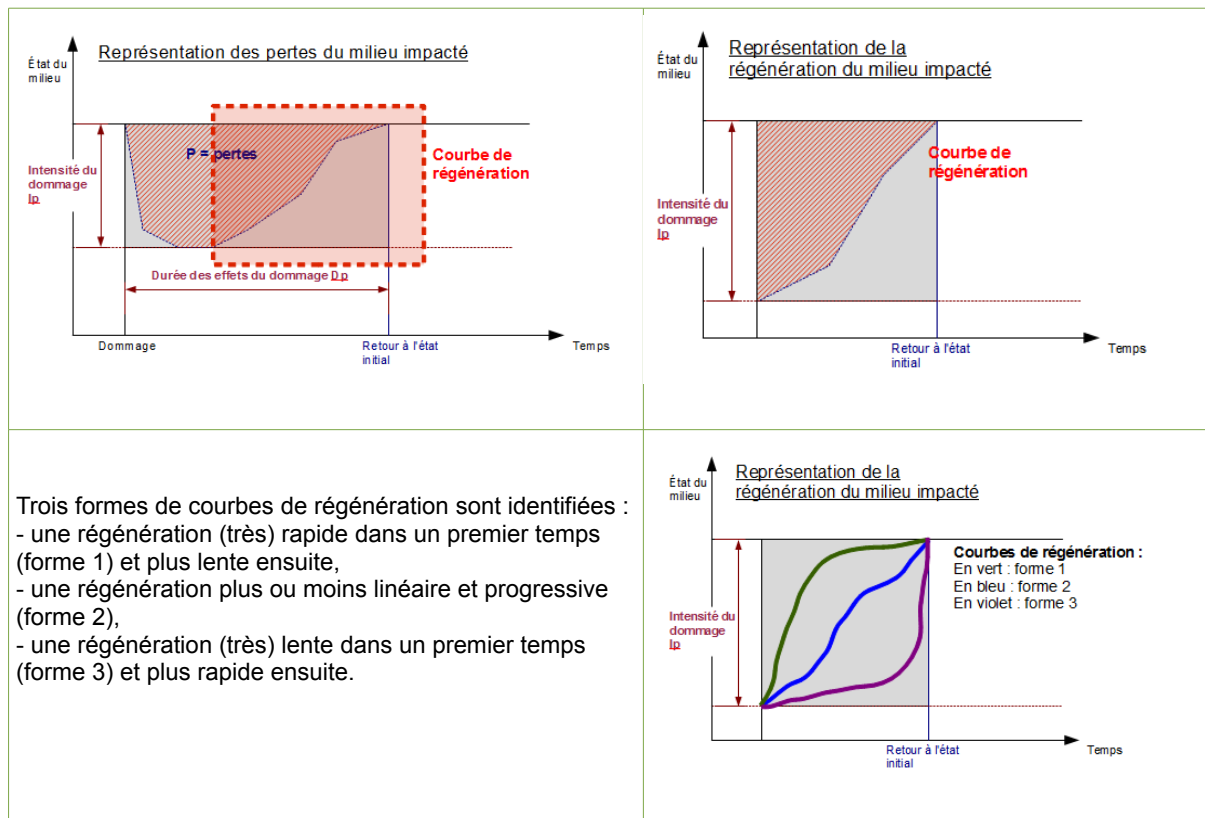 Représentation des pertes du milieu impacté
État du
milieu
P = pertes
Courbe de
régénération
Intensité du
dommage
Ip
Durée des effets du dommage Dp
Dommage
Retour à l'état
initial
Temps
Représentation de la
régénération du milieu impacté
État du
milieu
Courbe de
régénération
Intensité du
dommage
Ip
Retour à l'état
initial
Temps
Trois formes de courbes de régénération sont identifiées :
- une régénération (très) rapide dans un premier temps
(forme 1) et plus lente ensuite,
- une régénération plus ou moins linéaire et progressive
(forme 2),
- une régénération (très) lente dans un premier temps
(forme 3) et plus rapide ensuite.
Représentation de la
régénération du milieu impacté
État du
milieu
Courbes de régénération :
En vert : forme 1
En bleu : forme 2
En violet : forme 3
Intensité du
dommage
Ip
Retour à l'état
initial
Temps